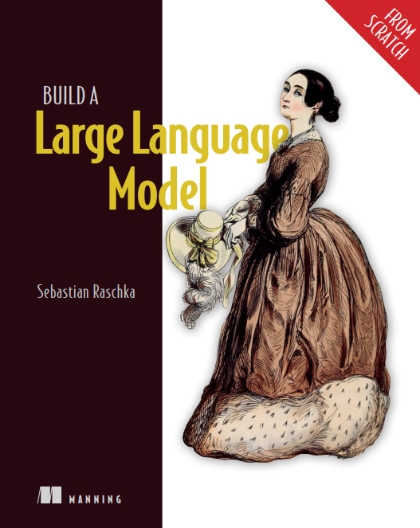 FROM
SCRATCH
BUILD A
Large Language
Model
Sebastian Raschka
MANNING